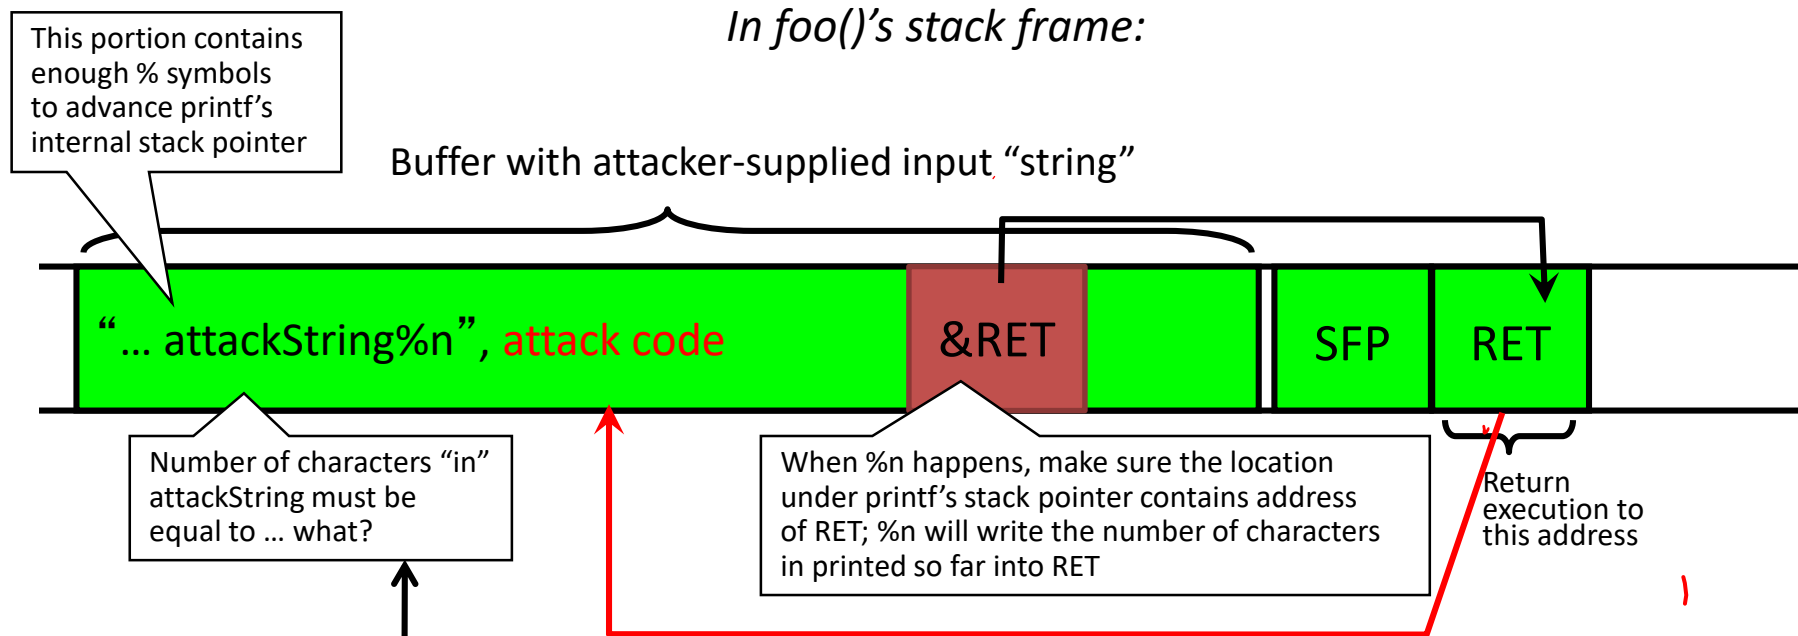 In foo()’s stack frame:
This portion contains
enough % symbols
to advance printf’s
internal stack pointer
Buffer with attacker-supplied input “string”
“… attackString%n”, attack code
&RET
SFP
RET
Number of characters “in”
attackString must be
equal to … what?
When %n happens, make sure the location
under printf’s stack pointer contains address
of RET; %n will write the number of characters
in printed so far into RET
Return
execution to
this address